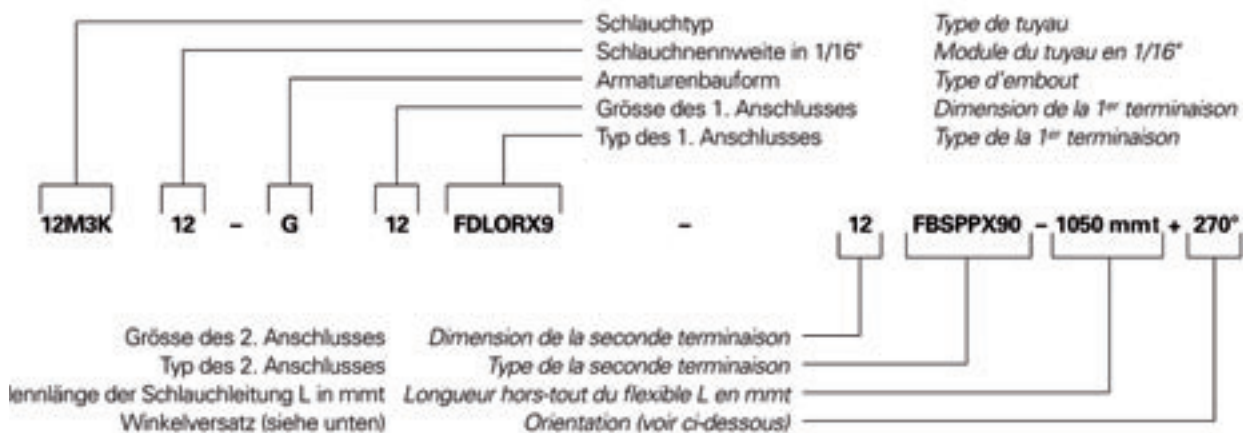 Schlauchtyp Type de tuyau
Schlauchnennweite in 1/16" Module du tuyau en 1/16"
Armaturenbauform Type d'embout
Grösse des 1. Anschlusses Dimension de la 1er terminaison
Typ des 1. Anschlusses Type de la 1er terminaison
12M3K 12 – G 12 FDLORX9 – 12 FBSPPX90 – 1050 mmt + 270°
Grösse des 2. Anschlusses Dimension de la seconde terminaison
Typ des 2. Anschlusses Type de la seconde terminaison
ennlänge der Schlauchleitung L in mmt Longueur hors-tout du flexible L en mmt
Winkelversatz (siehe unten) Orientation (voir ci-dessous)